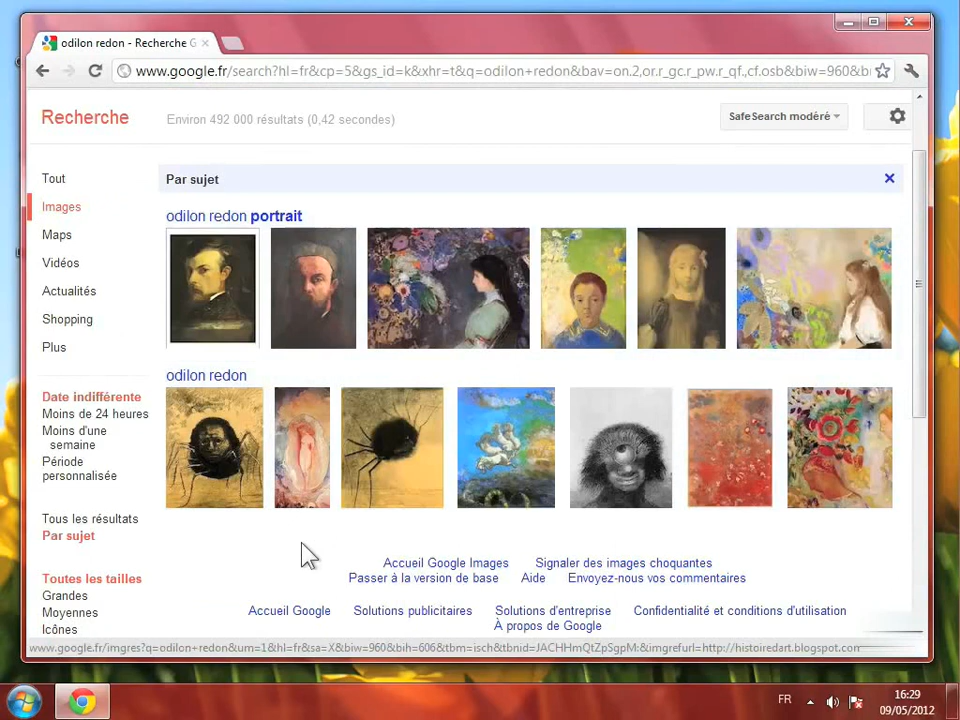 odilon redon - Recherche G
www.google.fr/search?hl=fr&cp=5&gs_id=k&xhr=t&q=odilon+redon&bav=on.2,or.r_gc.r_pw.r_qf.,cf.osb&biw=960&b
Recherche
Environ 492 000 résultats (0,42 secondes)
SafeSearch modéré
Tout
Par sujet
Images
odilon redon portrait
Maps
Vidéos
Actualités
Shopping
Plus
odilon redon
Date indifférente
Moins de 24 heures
Moins d'une
semaine
Période
personnalisée
Tous les résultats
Par sujet
Accueil Google Images Signaler des images choquantes
Passer à la version de base Aide Envoyez-nous vos commentaires
Toutes les tailles
Grandes
Moyennes
Icônes
Accueil Google Solutions publicitaires Solutions d'entreprise Confidentialité et conditions d'utilisation
À propos de Google
www.google.fr/imgres?q=odilon+redon&um=1&hl=fr&sa=X&biw=960&bih=606&tbm=isch&tbnid=JACHHmQtZpSgpM:&imgrefurl=http://histoiredart.blogspot.com
FR
16:29
09/05/2012